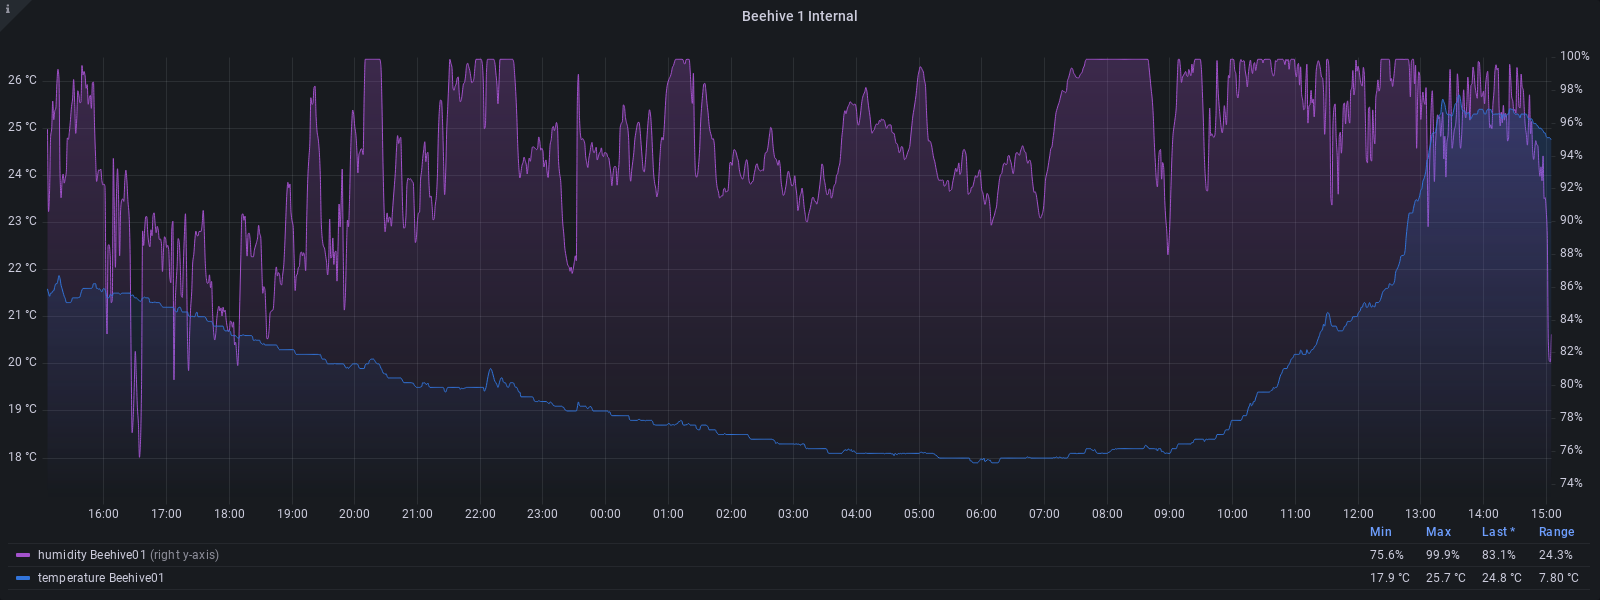 i
Beehive 1 Internal
26 °C
25 °C
24 °C
23 °C
22 °C
21 °C
20 °C
19 °C
18 °C
100%
98%
96%
94%
92%
90%
88%
86%
84%
82%
80%
78%
76%
74%
16:00 17:00 18:00 19:00 20:00 21:00 22:00 23:00 00:00 01:00 02:00 03:00 04:00 05:00 06:00 07:00 08:00 09:00 10:00 11:00 12:00 13:00 14:00 15:00
Min Max Last * Range
humidity Beehive01 (right y-axis) 75.6% 99.9% 83.1% 24.3%
temperature Beehive01 17.9 °C 25.7 °C 24.8 °C 7.80 °C